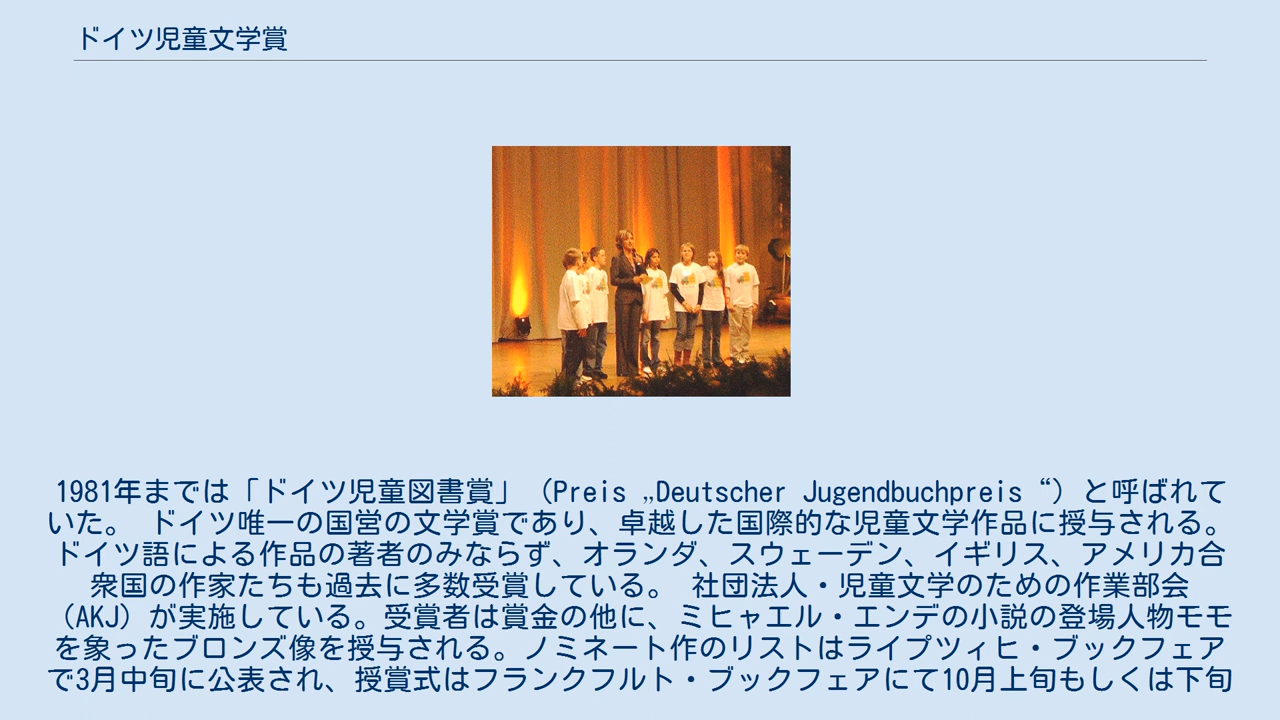 ドイツ児童文学賞
1981年までは「ドイツ児童図書賞」（Preis „Deutscher Jugendbuchpreis“）と呼ばれて
いた。 ドイツ唯一の国営の文学賞であり、卓越した国際的な児童文学作品に授与される。
ドイツ語による作品の著者のみならず、オランダ、スウェーデン、イギリス、アメリカ合
衆国の作家たちも過去に多数受賞している。 社団法人・児童文学のための作業部会
（AKJ）が実施している。受賞者は賞金の他に、ミヒャエル・エンデの小説の登場人物モモ
を象ったブロンズ像を授与される。ノミネート作のリストはライプツィヒ・ブックフェア
で3月中旬に公表され、授賞式はフランクフルト・ブックフェアにて10月上旬もしくは下旬